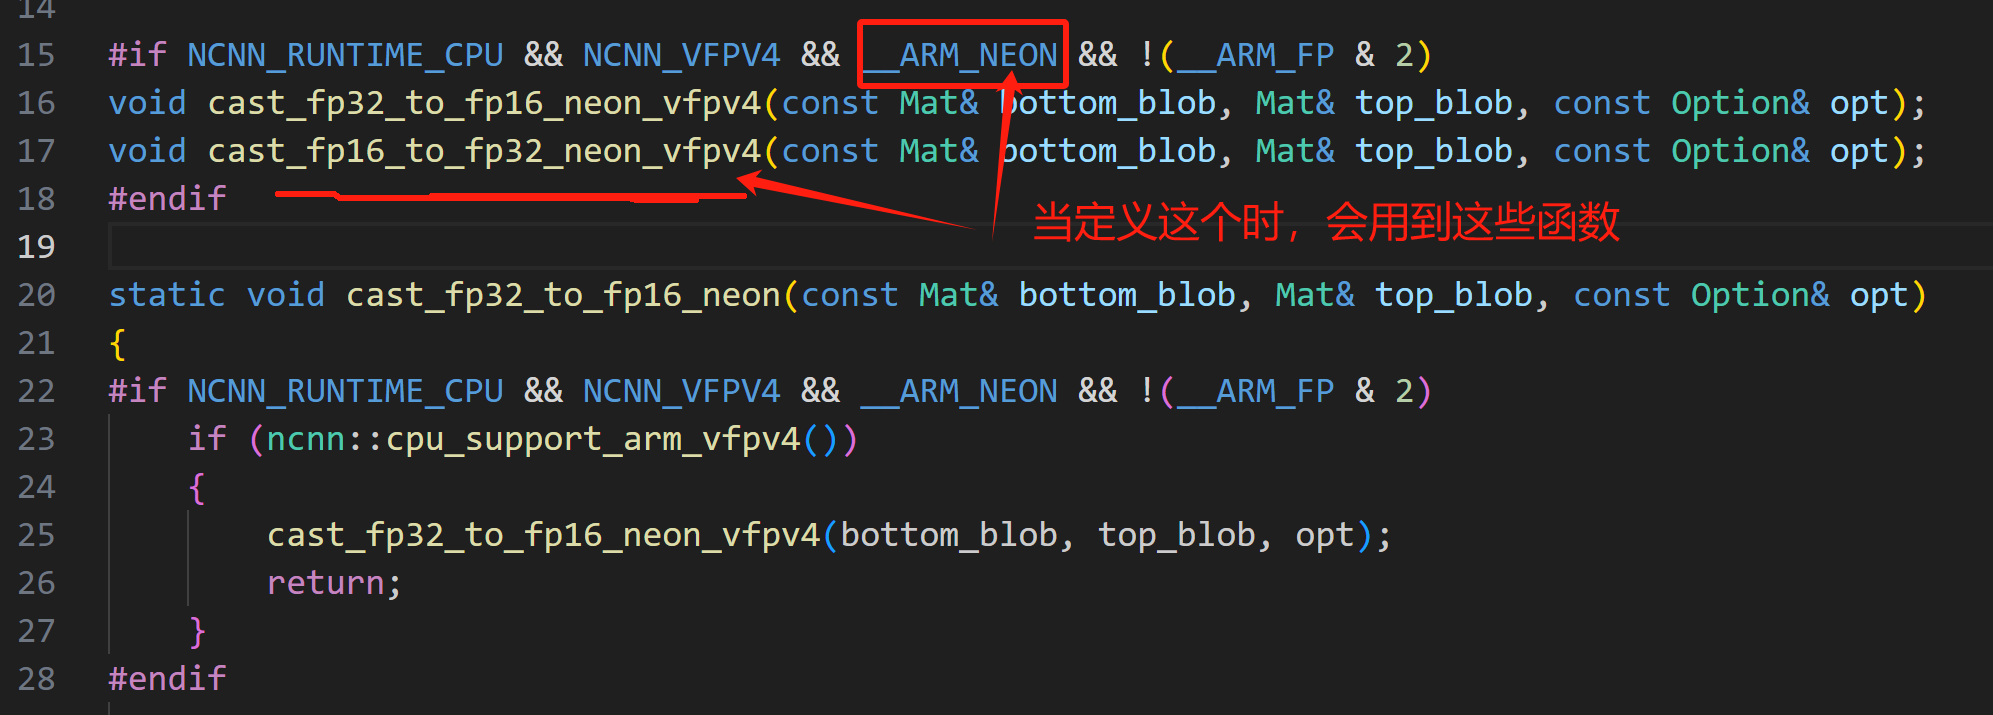 14
15 #if NCNN_RUNTIME_CPU && NCNN_VFPV4 && __ARM_NEON && !(__ARM_FP & 2)
16 void cast_fp32_to_fp16_neon_vfpv4(const Mat& bottom_blob, Mat& top_blob, const Option& opt);
17 void cast_fp16_to_fp32_neon_vfpv4(const Mat& bottom_blob, Mat& top_blob, const Option& opt);
18 #endif
当定义这个时，会用到这些函数
19
20 static void cast_fp32_to_fp16_neon(const Mat& bottom_blob, Mat& top_blob, const Option& opt)
21 {
22 #if NCNN_RUNTIME_CPU && NCNN_VFPV4 && __ARM_NEON && !(__ARM_FP & 2)
23     if (ncnn::cpu_support_arm_vfpv4())
24     {
25         cast_fp32_to_fp16_neon_vfpv4(bottom_blob, top_blob, opt);
26         return;
27     }
28 #endif